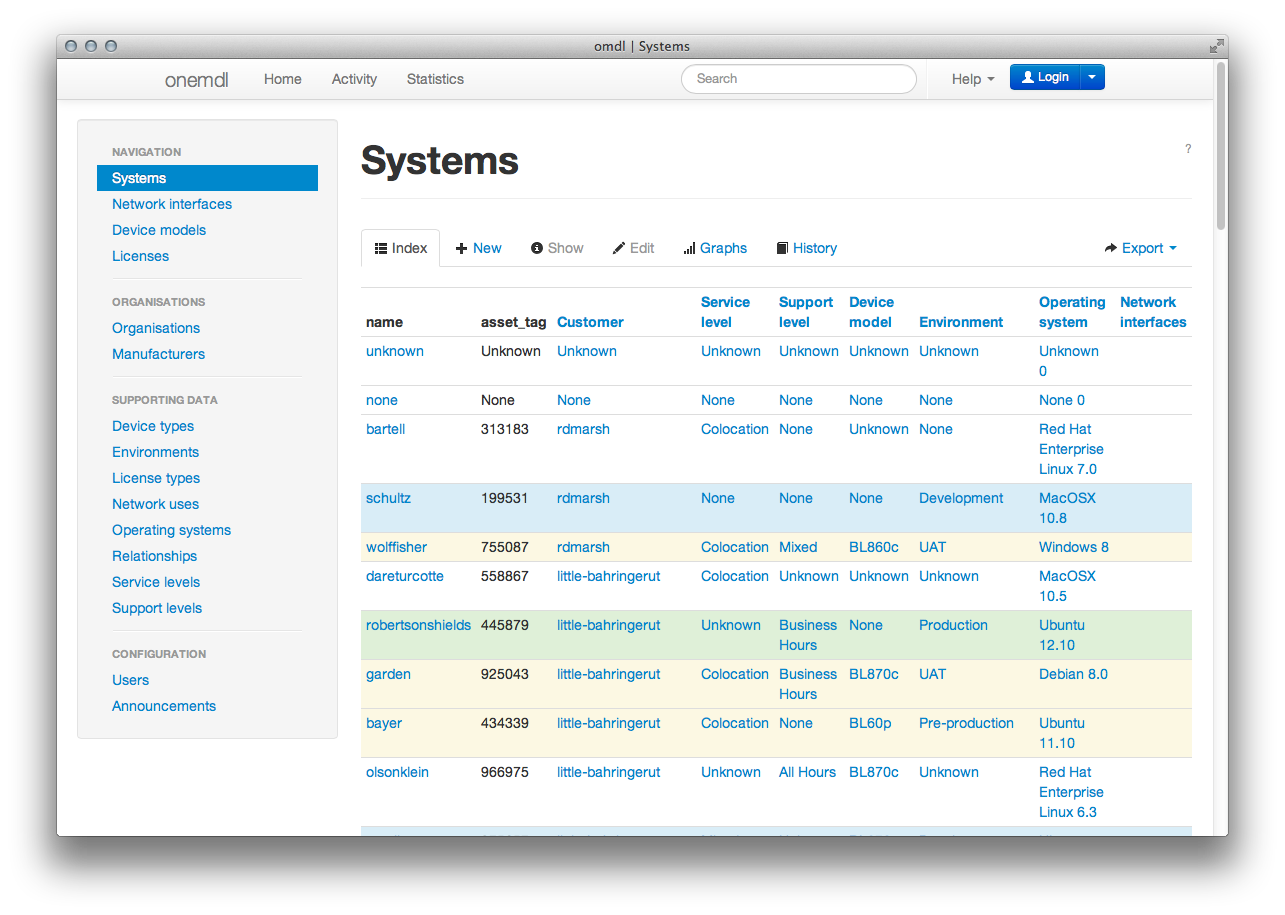 omdl | Systems
onemdl Home Activity Statistics Search Help Login
NAVIGATION
Systems
Network interfaces
Device models
Licenses
ORGANISATIONS
Organisations
Manufacturers
SUPPORTING DATA
Device types
Environments
License types
Network uses
Operating systems
Relationships
Service levels
Support levels
CONFIGURATION
Users
Announcements
Systems ?
Index New Show Edit Graphs History Export
Service Support Device Operating Network
name asset_tag Customer level level model Environment system interfaces
unknown Unknown Unknown Unknown Unknown Unknown Unknown Unknown
0
none None None None None None None None 0
bartell 313183 rdmarsh Colocation None Unknown None Red Hat
Enterprise
Linux 7.0
schultz 199531 rdmarsh None None None Development MacOSX
10.8
wolffisher 755087 rdmarsh Colocation Mixed BL860c UAT Windows 8
dareturcotte 558867 little-bahringerut Colocation Unknown Unknown Unknown MacOSX
10.5
robertsonshields 445879 little-bahringerut Unknown Business None Production Ubuntu
Hours 12.10
garden 925043 little-bahringerut Colocation Business BL870c UAT Debian 8.0
Hours
bayer 434339 little-bahringerut Colocation None BL60p Pre-production Ubuntu
11.10
olsonklein 966975 little-bahringerut Unknown All Hours BL870c Unknown Red Hat
Enterprise
Linux 6.3